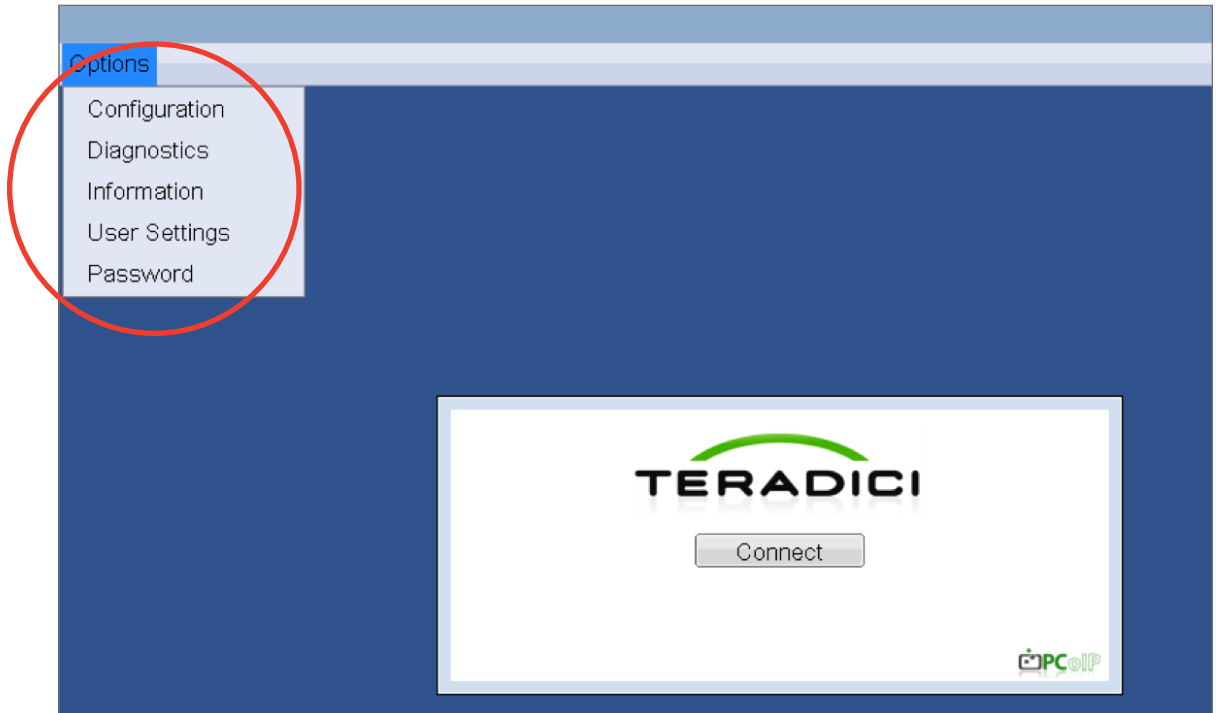 Options
Configuration
Diagnostics
Information
User Settings
Password
TERADICI
Connect
PCoIP